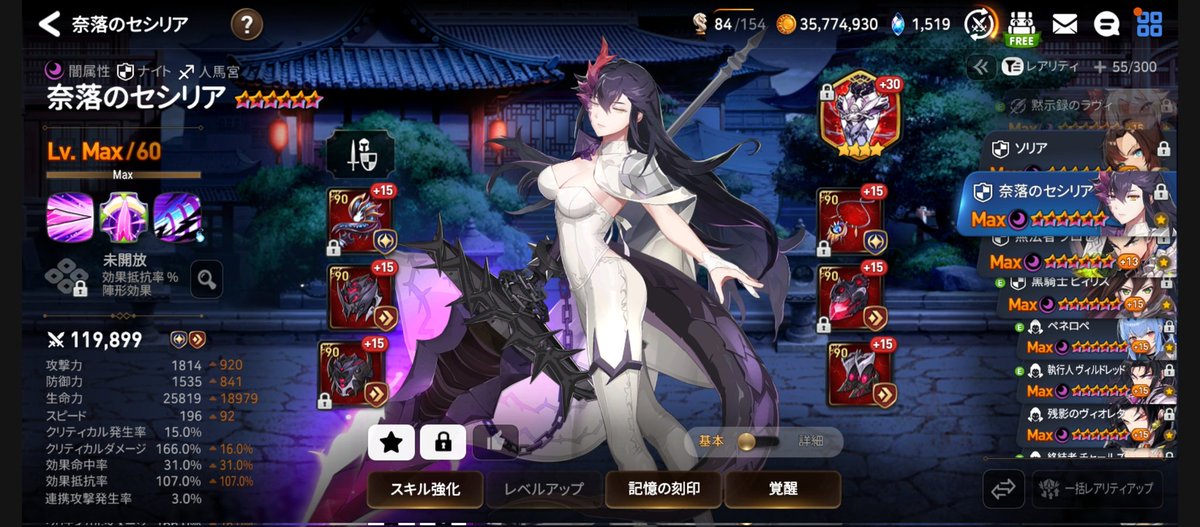 奈落のセシリア
?
84/154
35,774,930
1,519
FREE
闇属性 ナイト 人馬宮
奈落のセシリア
Lv. Max/60
Max
未開放
効果抵抗率 %
陣形効果
119,899
攻撃力 1814 920
防御力 1535 841
生命力 25819 18979
スピード 196 92
クリティカル発生率 15.0%
クリティカルダメージ 166.0% 16.0%
効果命中率 31.0% 31.0%
効果抵抗率 107.0% 107.0%
連携攻撃発生率 3.0%
90 +15
90 +15
90 +15
+30
90 +15
90 +15
90 +15
基本 詳細
スキル強化
レベルアップ
記憶の刻印
覚醒
レアリティ 55/300
黙示録のラヴィ
ソリア
奈落のセシリア
Max
Max +13
黒騎士ピィリス
Max +15
ペネロペ
Max +15
執行人ヴィルドレッド
Max +15
残影のヴィオレ
Max +15
一括レアリティアップ